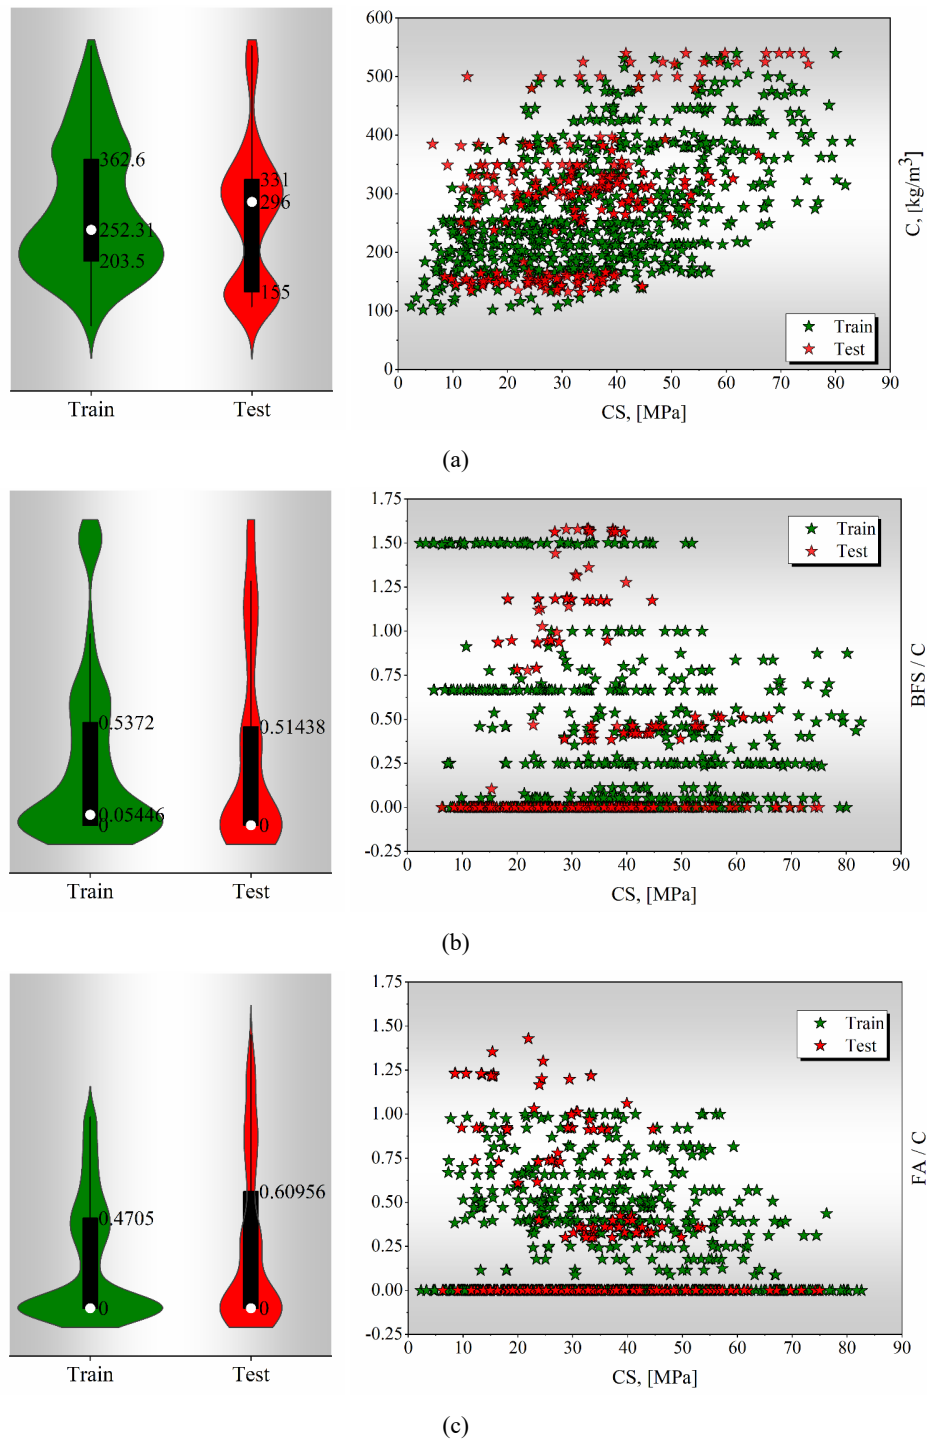 362.6
252.31
203.5
331
296
155
Train
Test
600
500
400
300
200
100
0
0 10 20 30 40 50 60 70 80 90
CS, [MPa]
C, [kg/m³]
Train
Test
(a)
0.5372
0.05446
0
0.51438
0
Train
Test
1.75
1.50
1.25
1.00
0.75
0.50
0.25
0.00
-0.25
0 10 20 30 40 50 60 70 80 90
CS, [MPa]
BFS / C
Train
Test
(b)
0.4705
0
0.60956
0
Train
Test
1.75
1.50
1.25
1.00
0.75
0.50
0.25
0.00
-0.25
0 10 20 30 40 50 60 70 80 90
CS, [MPa]
FA / C
Train
Test
(c)